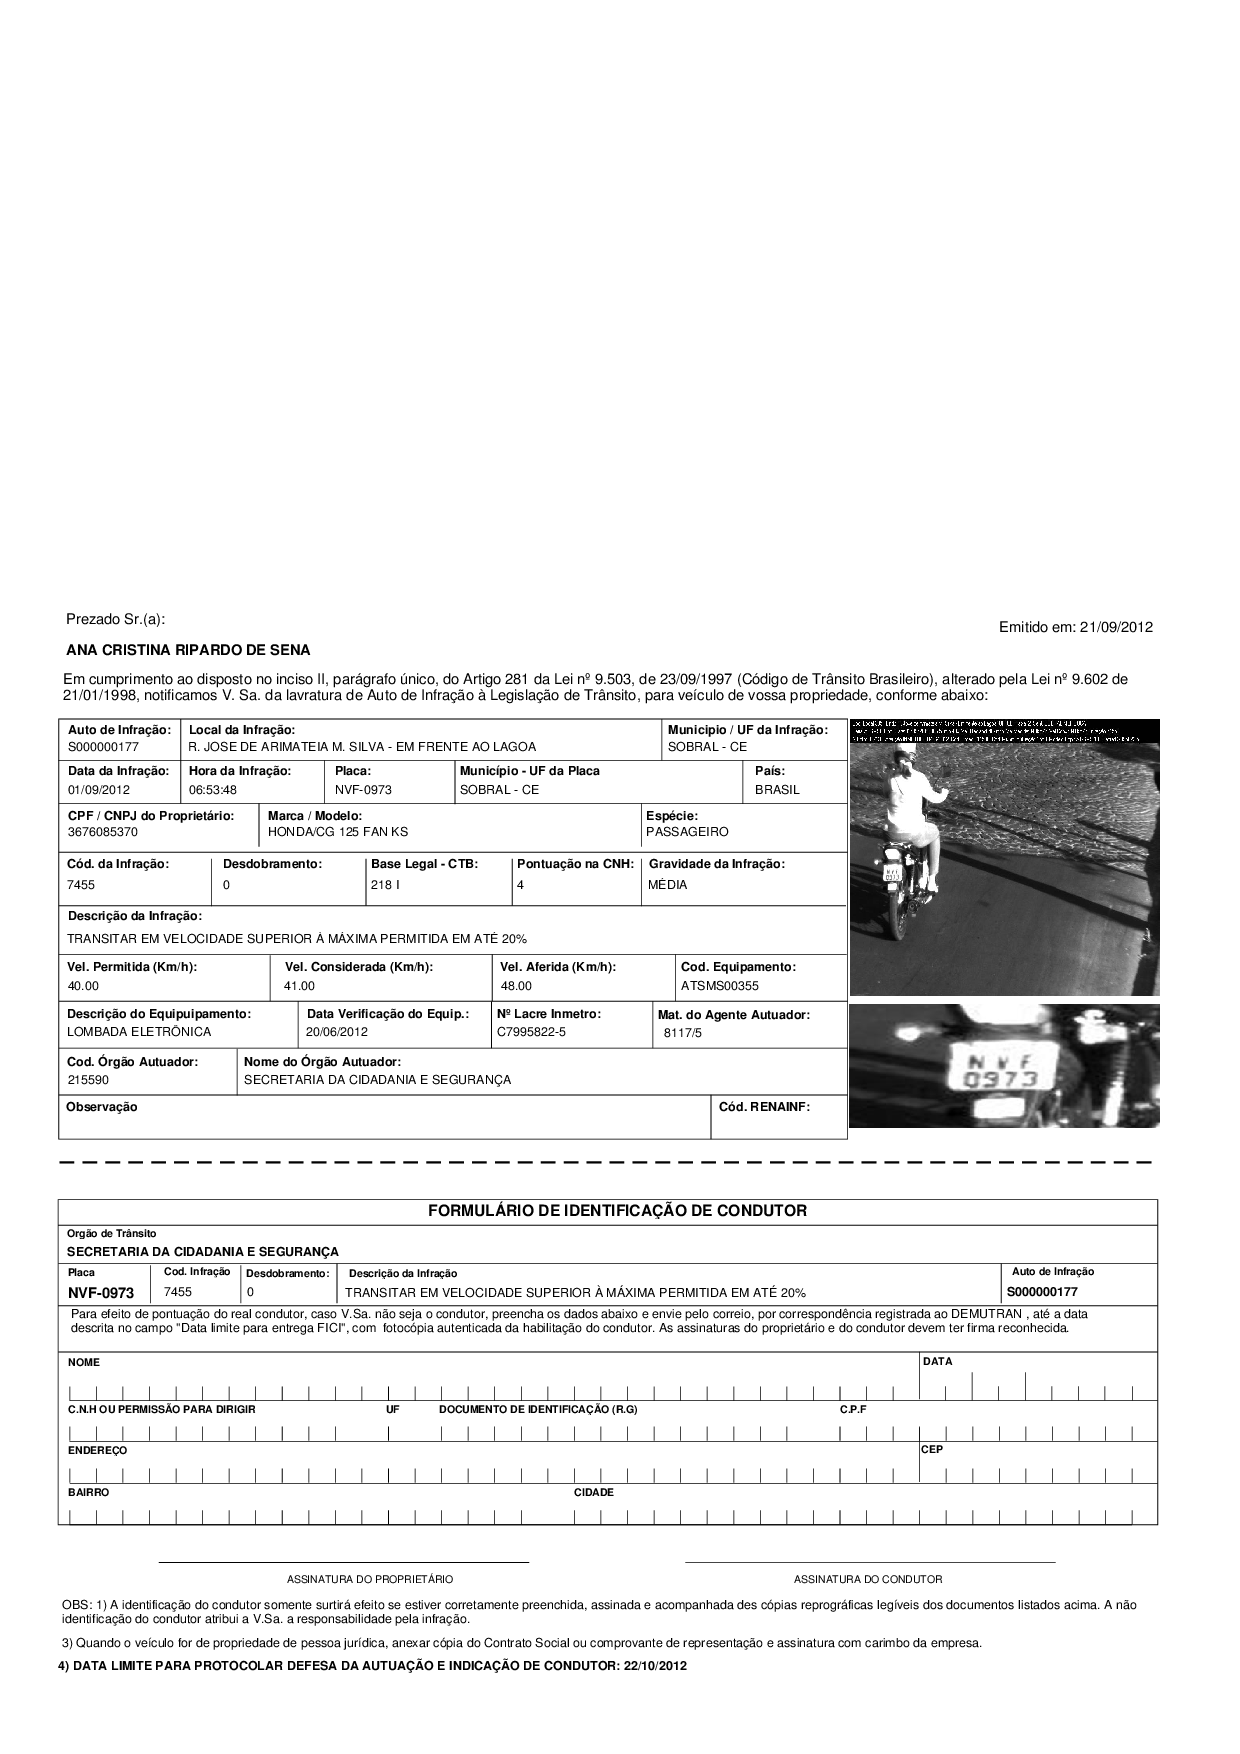 Prezado Sr.(a):
Emitido em: 21/09/2012
ANA CRISTINA RIPARDO DE SENA
Em cumprimento ao disposto no inciso II, parágrafo único, do Artigo 281 da Lei nº 9.503, de 23/09/1997 (Código de Trânsito Brasileiro), alterado pela Lei nº 9.602 de
21/01/1998, notificamos V. Sa. da lavratura de Auto de Infração à Legislação de Trânsito, para veículo de vossa propriedade, conforme abaixo:
Auto de Infração: Local da Infração: Municipio / UF da Infração:
S000000177 R. JOSE DE ARIMATEIA M. SILVA - EM FRENTE AO LAGOA SOBRAL - CE
Data da Infração: Hora da Infração: Placa: Município - UF da Placa País:
01/09/2012 06:53:48 NVF-0973 SOBRAL - CE BRASIL
CPF / CNPJ do Proprietário: Marca / Modelo: Espécie:
3676085370 HONDA/CG 125 FAN KS PASSAGEIRO
Cód. da Infração: Desdobramento: Base Legal - CTB: Pontuação na CNH: Gravidade da Infração:
7455 0 218 I 4 MÉDIA
Descrição da Infração:
TRANSITAR EM VELOCIDADE SUPERIOR À MÁXIMA PERMITIDA EM ATÉ 20%
Vel. Permitida (Km/h): Vel. Considerada (Km/h): Vel. Aferida (Km/h): Cod. Equipamento:
40.00 41.00 48.00 ATSMS00355
Descrição do Equipuipamento: Data Verificação do Equip.: Nº Lacre Inmetro: Mat. do Agente Autuador:
LOMBADA ELETRÔNICA 20/06/2012 C7995822-5 8117/5
Cod. Órgão Autuador: Nome do Órgão Autuador:
215590 SECRETARIA DA CIDADANIA E SEGURANÇA
Observação Cód. RENAINF:
NVF
0973
NVF
0973
FORMULÁRIO DE IDENTIFICAÇÃO DE CONDUTOR
Orgão de Trânsito
SECRETARIA DA CIDADANIA E SEGURANÇA
Placa Cod. Infração Desdobramento: Descrição da Infração Auto de Infração
NVF-0973 7455 0 TRANSITAR EM VELOCIDADE SUPERIOR À MÁXIMA PERMITIDA EM ATÉ 20% S000000177
Para efeito de pontuação do real condutor, caso V.Sa. não seja o condutor, preencha os dados abaixo e envie pelo correio, por correspondência registrada ao DEMUTRAN , até a data
descrita no campo "Data limite para entrega FICI", com fotocópia autenticada da habilitação do condutor. As assinaturas do proprietário e do condutor devem ter firma reconhecida.
NOME DATA
C.N.H OU PERMISSÃO PARA DIRIGIR UF DOCUMENTO DE IDENTIFICAÇÃO (R.G) C.P.F
ENDEREÇO CEP
BAIRRO CIDADE
ASSINATURA DO PROPRIETÁRIO ASSINATURA DO CONDUTOR
OBS: 1) A identificação do condutor somente surtirá efeito se estiver corretamente preenchida, assinada e acompanhada des cópias reprográficas legíveis dos documentos listados acima. A não
identificação do condutor atribui a V.Sa. a responsabilidade pela infração.
3) Quando o veículo for de propriedade de pessoa jurídica, anexar cópia do Contrato Social ou comprovante de representação e assinatura com carimbo da empresa.
4) DATA LIMITE PARA PROTOCOLAR DEFESA DA AUTUAÇÃO E INDICAÇÃO DE CONDUTOR: 22/10/2012